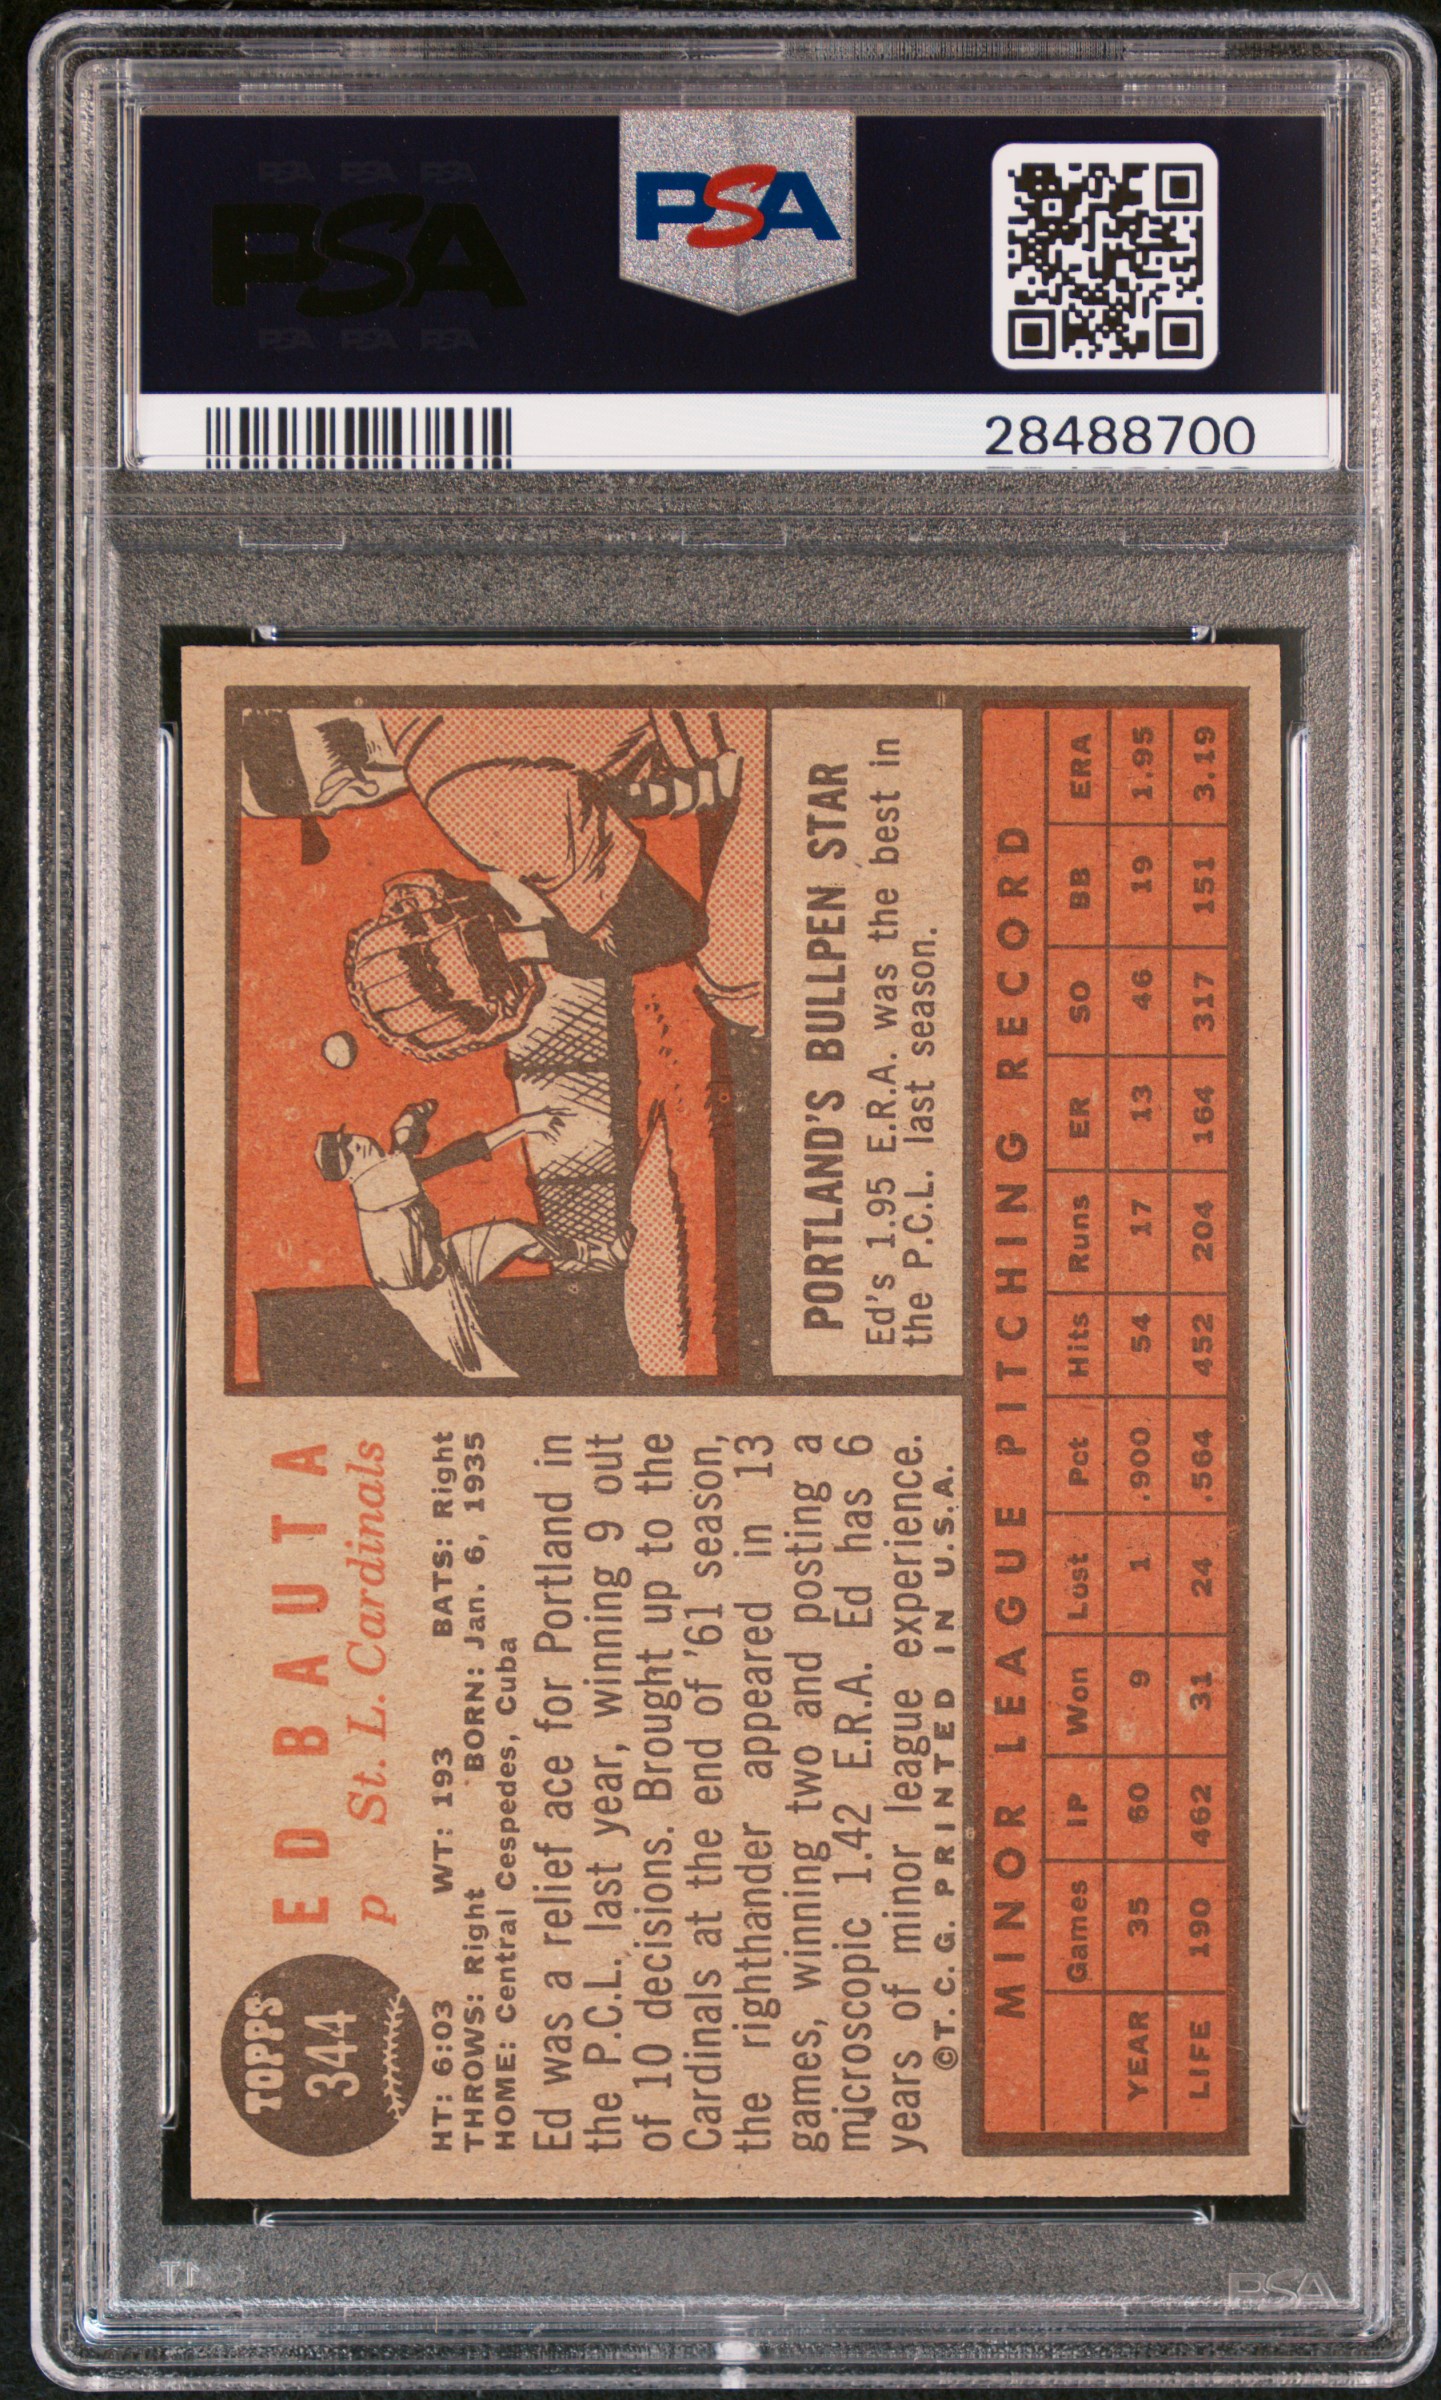 PSA PSA PSA
PSA
PSA PSA PSA
PSA
28488700
TOPPS
344
ED BAUTA
p St. L. Cardinals
HT: 6:03 WT: 193 BATS: Right
THROWS: Right BORN: Jan. 6, 1935
HOME: Central Cespedes, Cuba
Ed was a relief ace for Portland in
the P.C.L. last year, winning 9 out
of 10 decisions. Brought up to the
Cardinals at the end of '61 season,
the righthander appeared in 13
games, winning two and posting a
microscopic 1.42 E.R.A. Ed has 6
years of minor league experience.
©T. C. G. PRINTED IN U.S.A.
PORTLAND'S BULLPEN STAR
Ed's 1.95 E.R.A. was the best in
the P.C.L. last season.
MINOR LEAGUE PITCHING RECORD
Games IP Won Lost Pct Hits Runs ER SO BB ERA
YEAR 35 60 9 1 .900 54 17 13 46 19 1.95
LIFE 190 462 31 24 .564 452 204 164 317 151 3.19
PSA